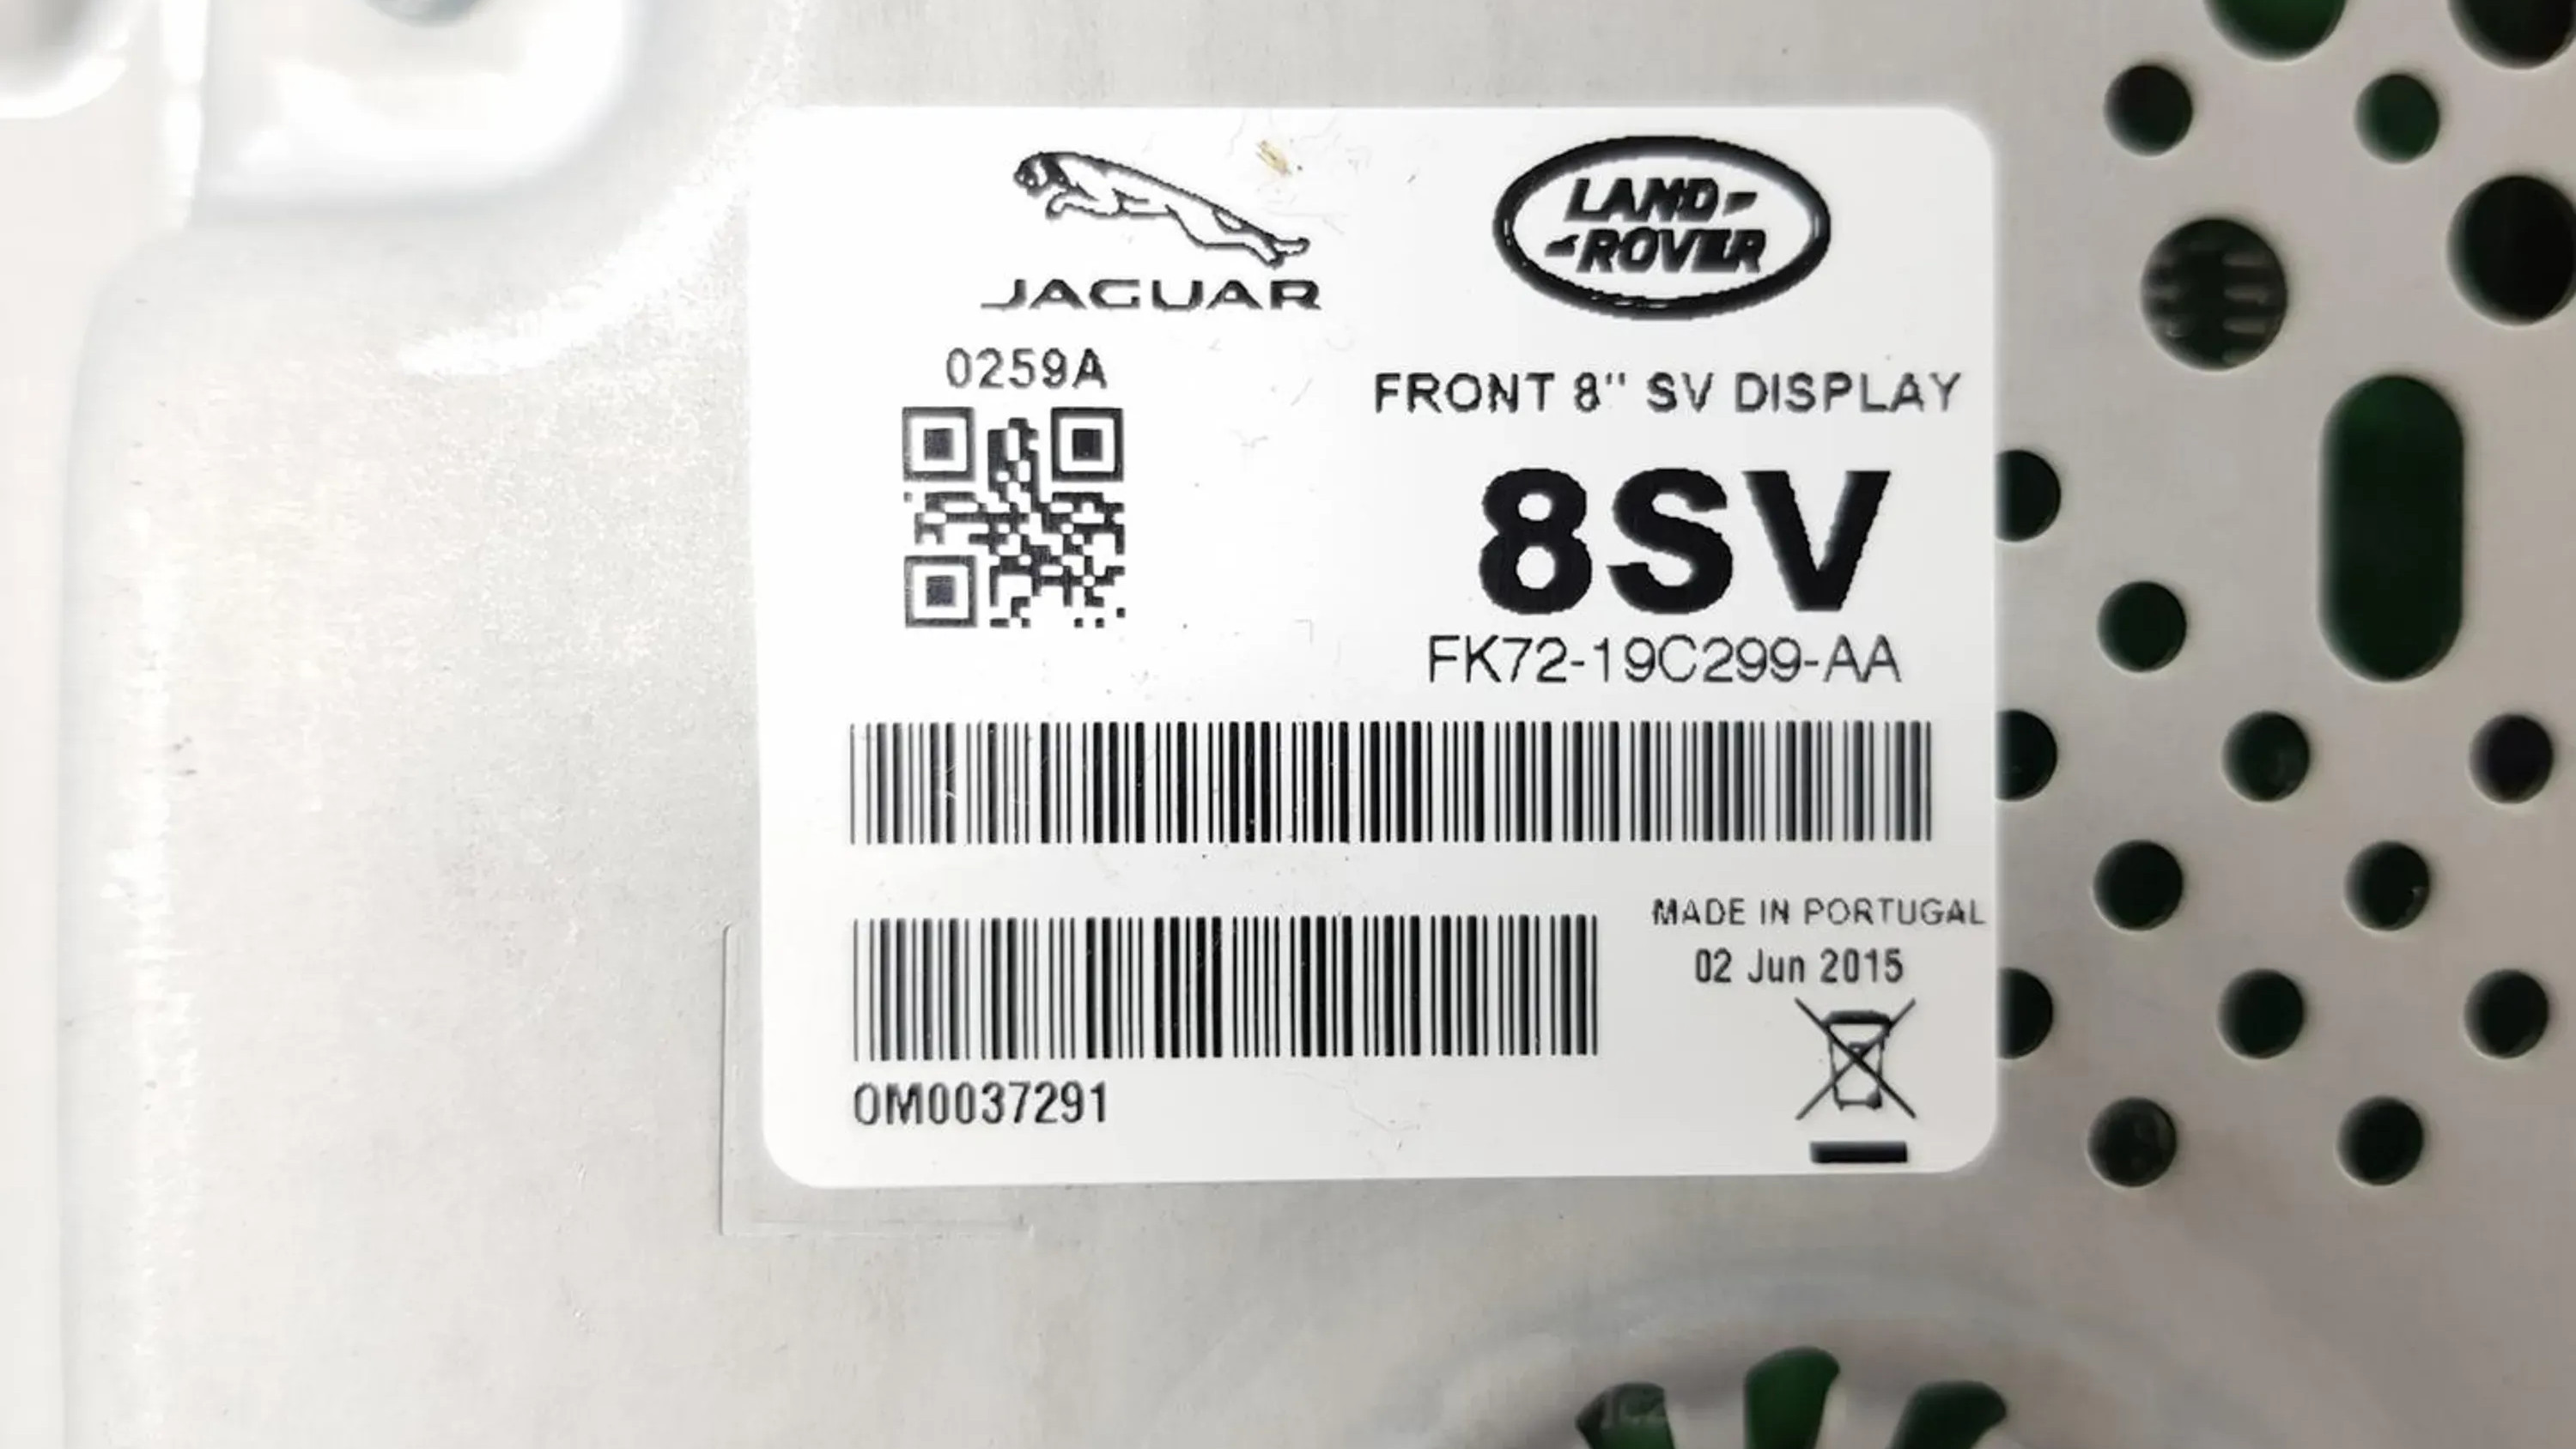 JAGUAR
LAND-
-ROVER
0259A
FRONT 8" SV DISPLAY
8SV
FK72-19C299-AA
MADE IN PORTUGAL
02 Jun 2015
0M0037291